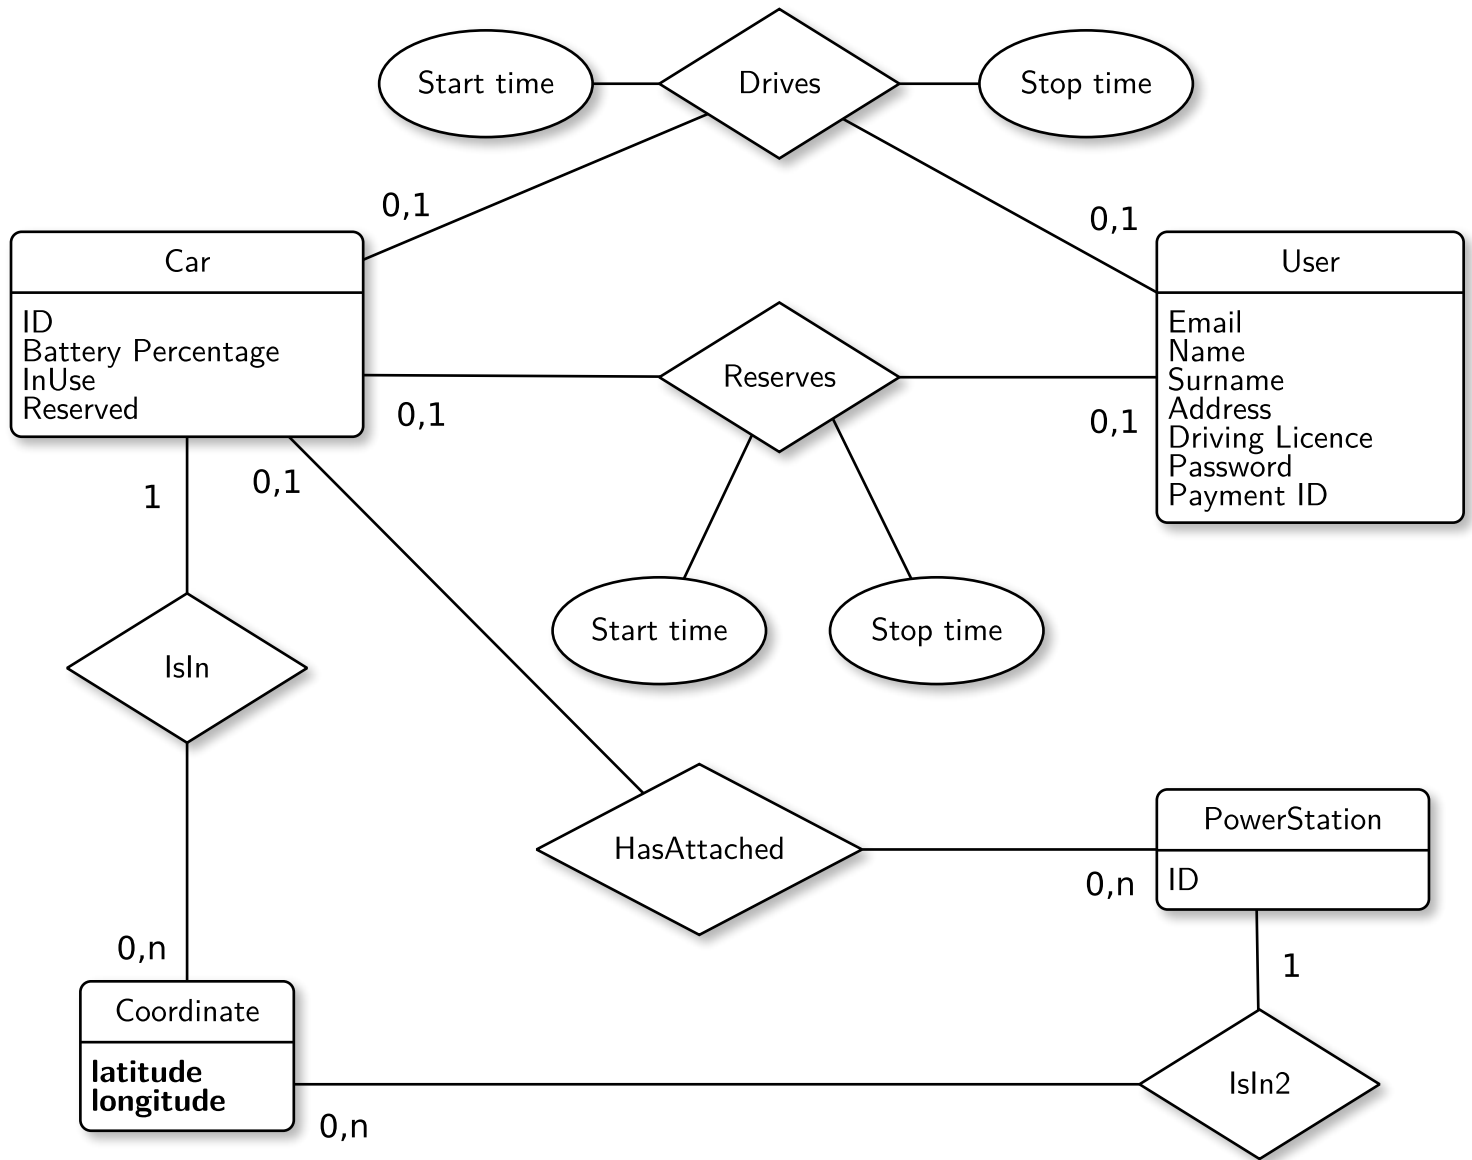 Start time
Drives
Stop time
0,1
0,1
Car
ID
Battery Percentage
InUse
Reserved
User
Email
Name
Surname
Address
Driving Licence
Password
Payment ID
Reserves
0,1
0,1
1
0,1
Start time
Stop time
IsIn
HasAttached
PowerStation
ID
0,n
0,n
1
Coordinate
latitude
longitude
IsIn2
0,n